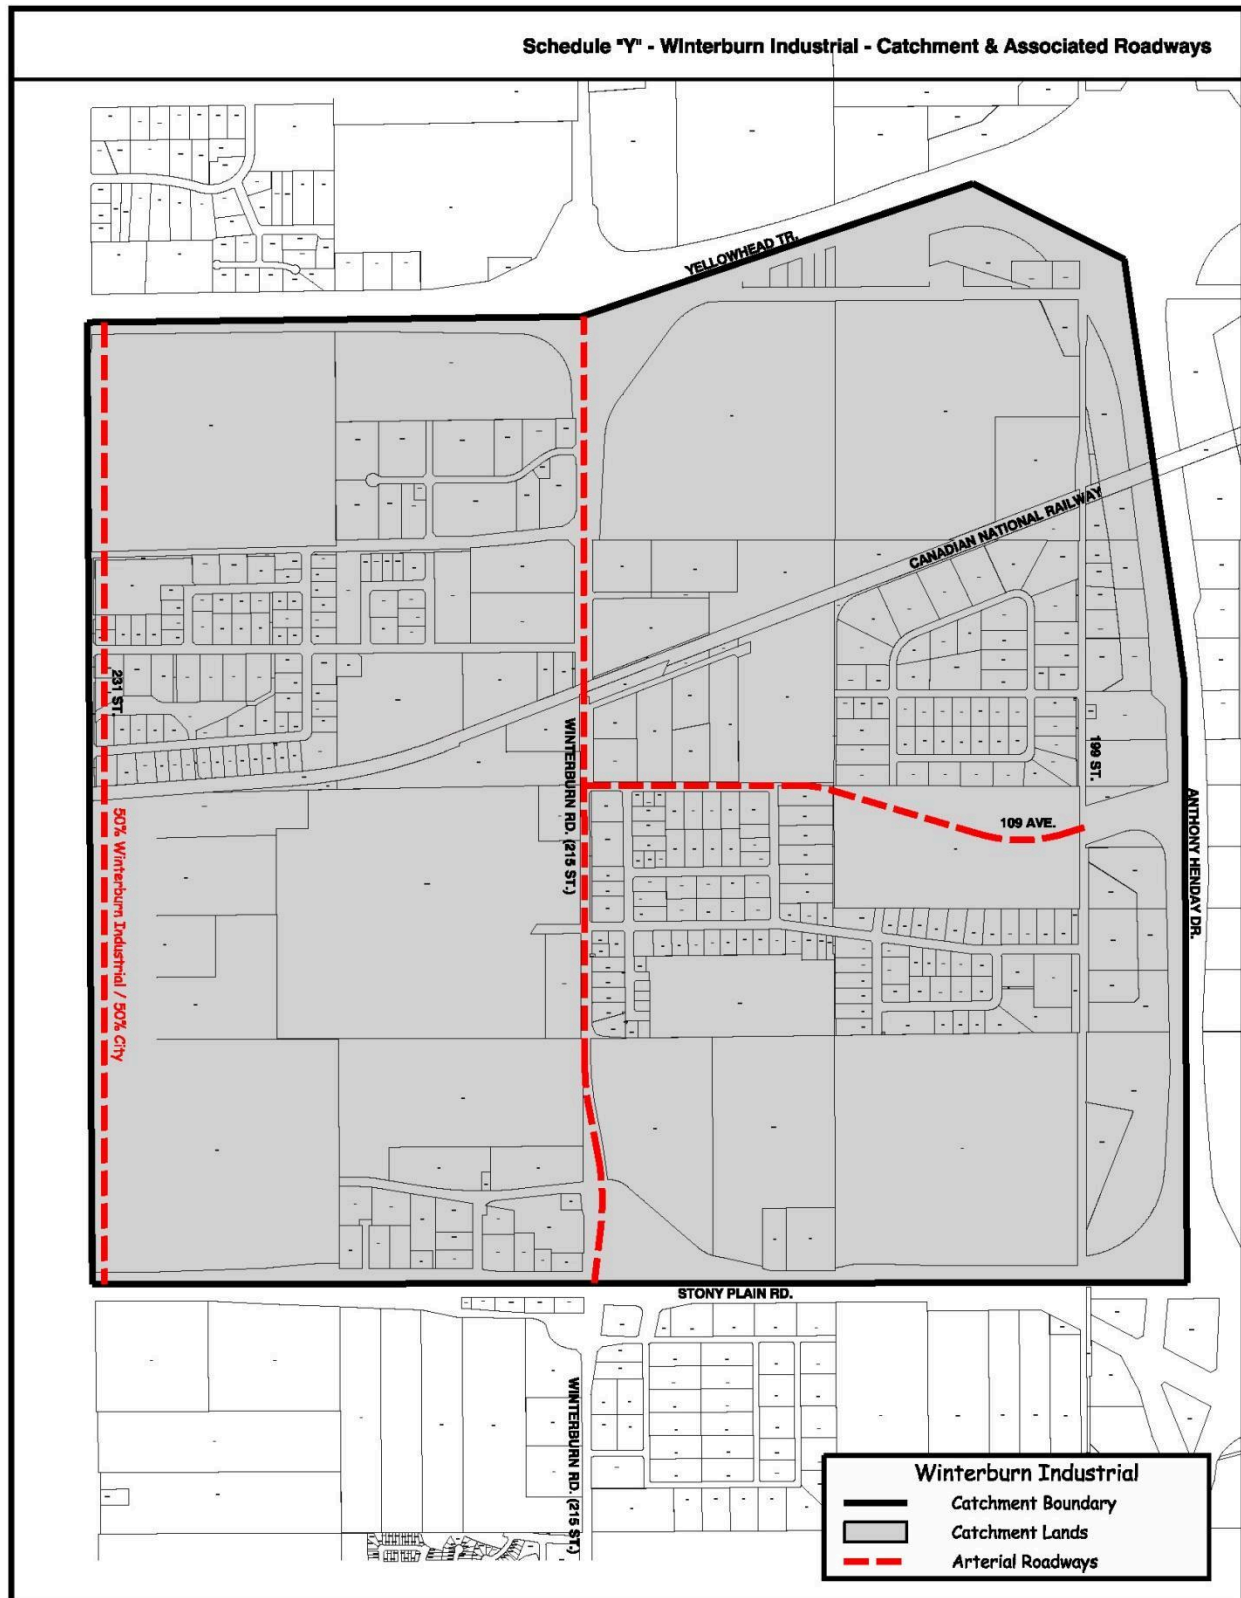 Schedule "Y" - Winterburn Industrial - Catchment & Associated Roadways
YELLOWHEAD TR.
CANADIAN NATIONAL RAILWAY
231 ST.
WINTERBURN RD. (215 ST.)
199 ST.
109 AVE.
ANTHONY HENDAY DR.
50% Winterburn Industrial / 50% City
STONY PLAIN RD.
WINTERBURN RD. (215 ST.)
Winterburn Industrial
Catchment Boundary
Catchment Lands
Arterial Roadways